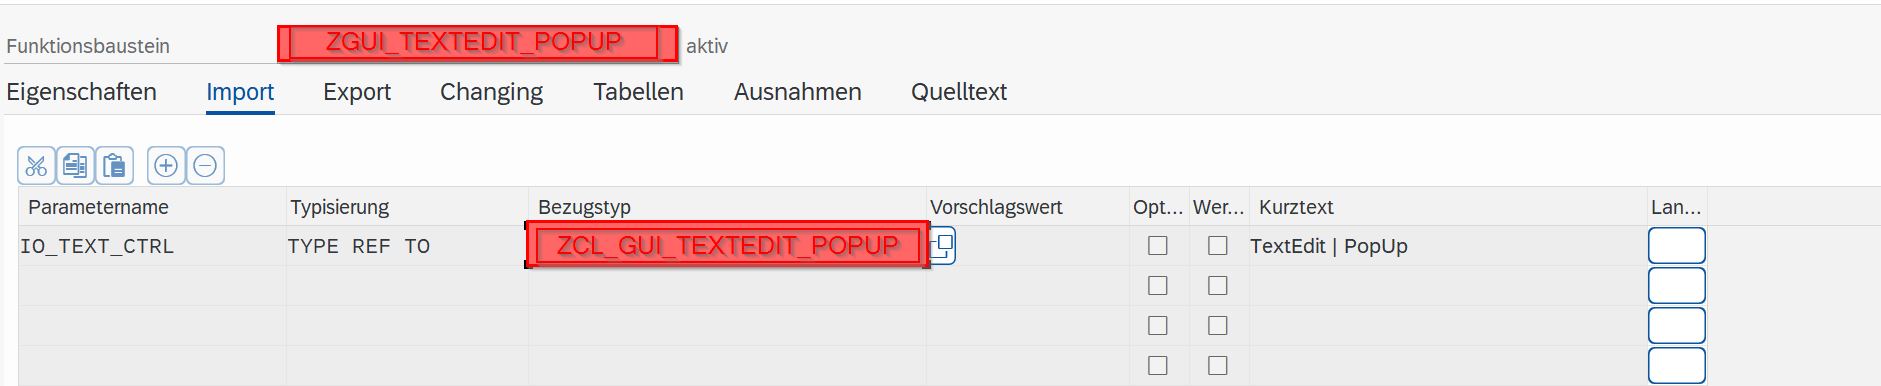 Funktionsbaustein ZGUI_TEXTEDIT_POPUP aktiv
Eigenschaften Import Export Changing Tabellen Ausnahmen Quelltext
Parametername Typisierung Bezugstyp Vorschlagswert Opt... Wer... Kurztext Lan...
IO_TEXT_CTRL TYPE REF TO ZCL_GUI_TEXTEDIT_POPUP TextEdit | PopUp